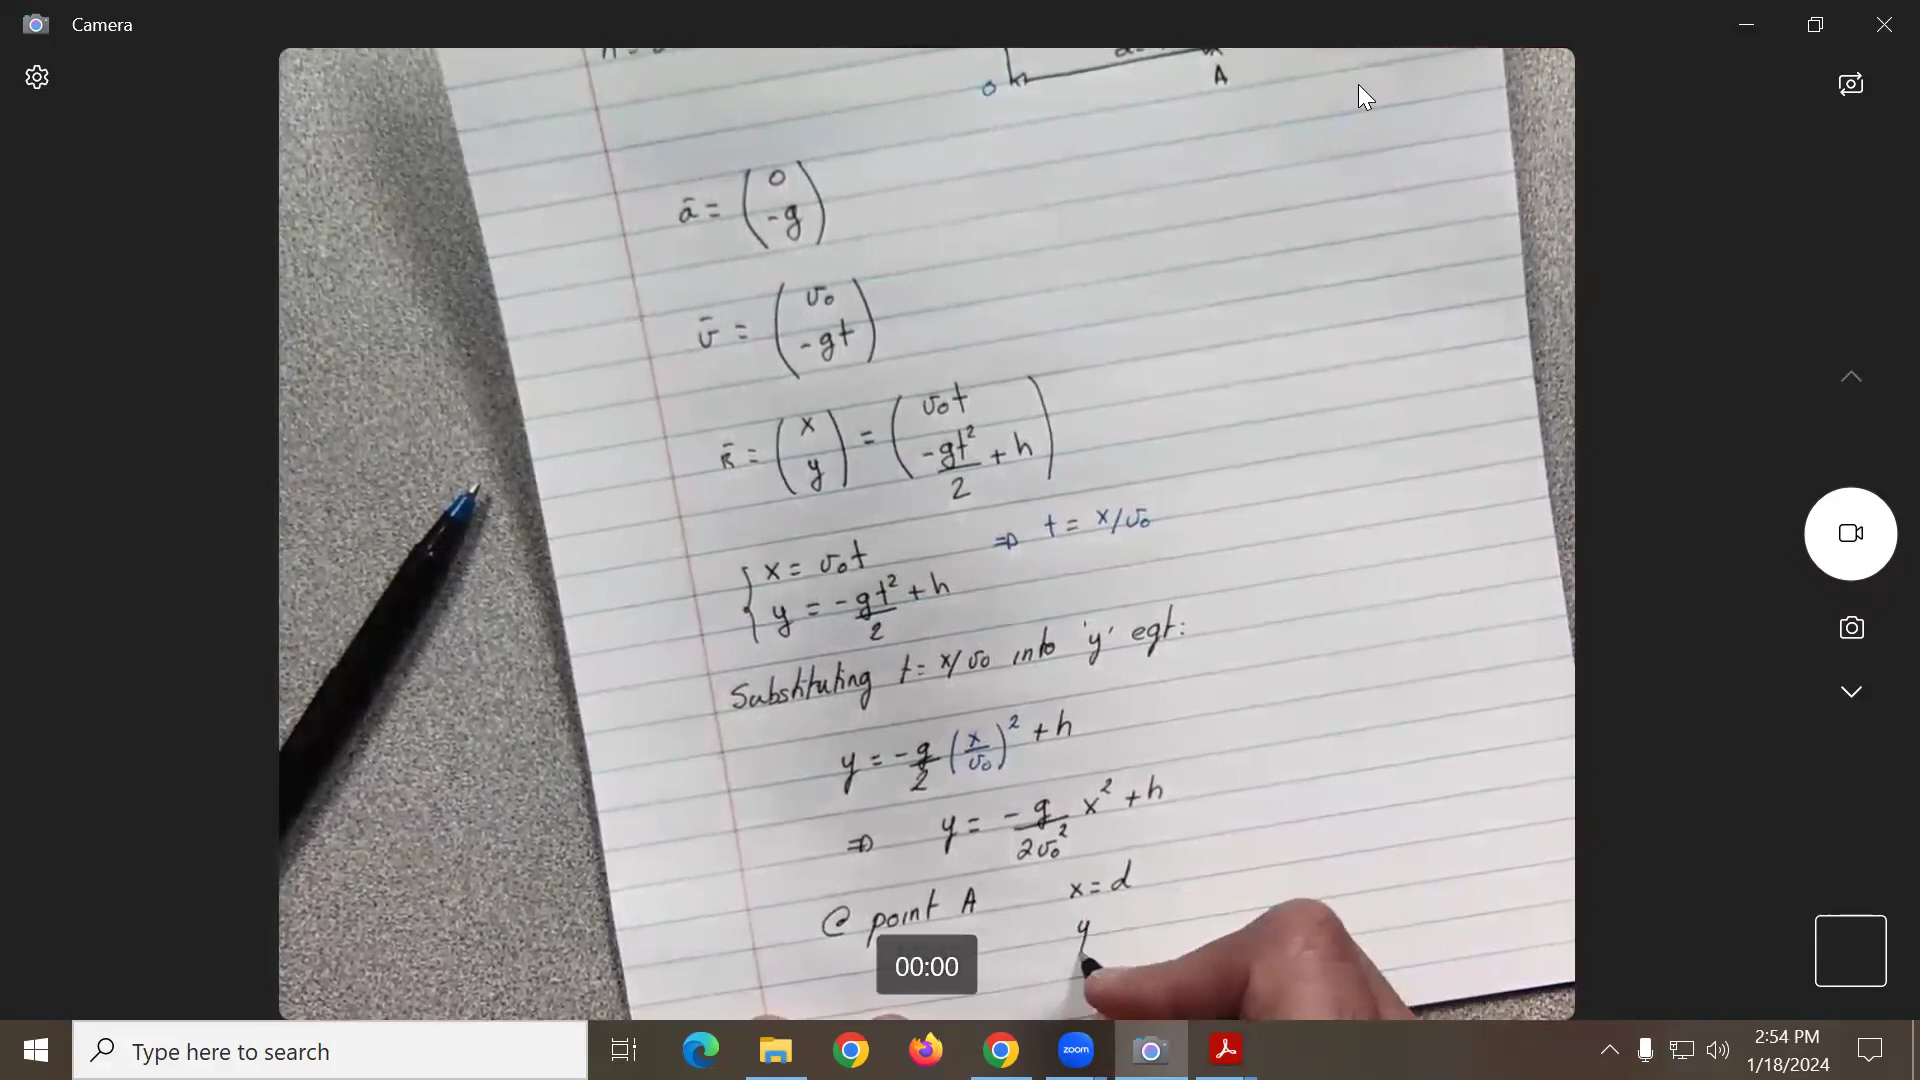 Camera
O
A
ā = ( 0
-g )
v̄ = ( v₀
-gt )
R̄ = ( x
y ) = ( v₀t
-gt²/2 + h )
⇒ t = x/v₀
{ x = v₀t
y = -gt²/2 + h
Substituting t = x/v₀ into 'y' eqt:
y = -g/2 (x/v₀)² + h
⇒ y = -g/2v₀² x² + h
@ point A x = d
y
00:00
Type here to search
zoom
2:54 PM
1/18/2024